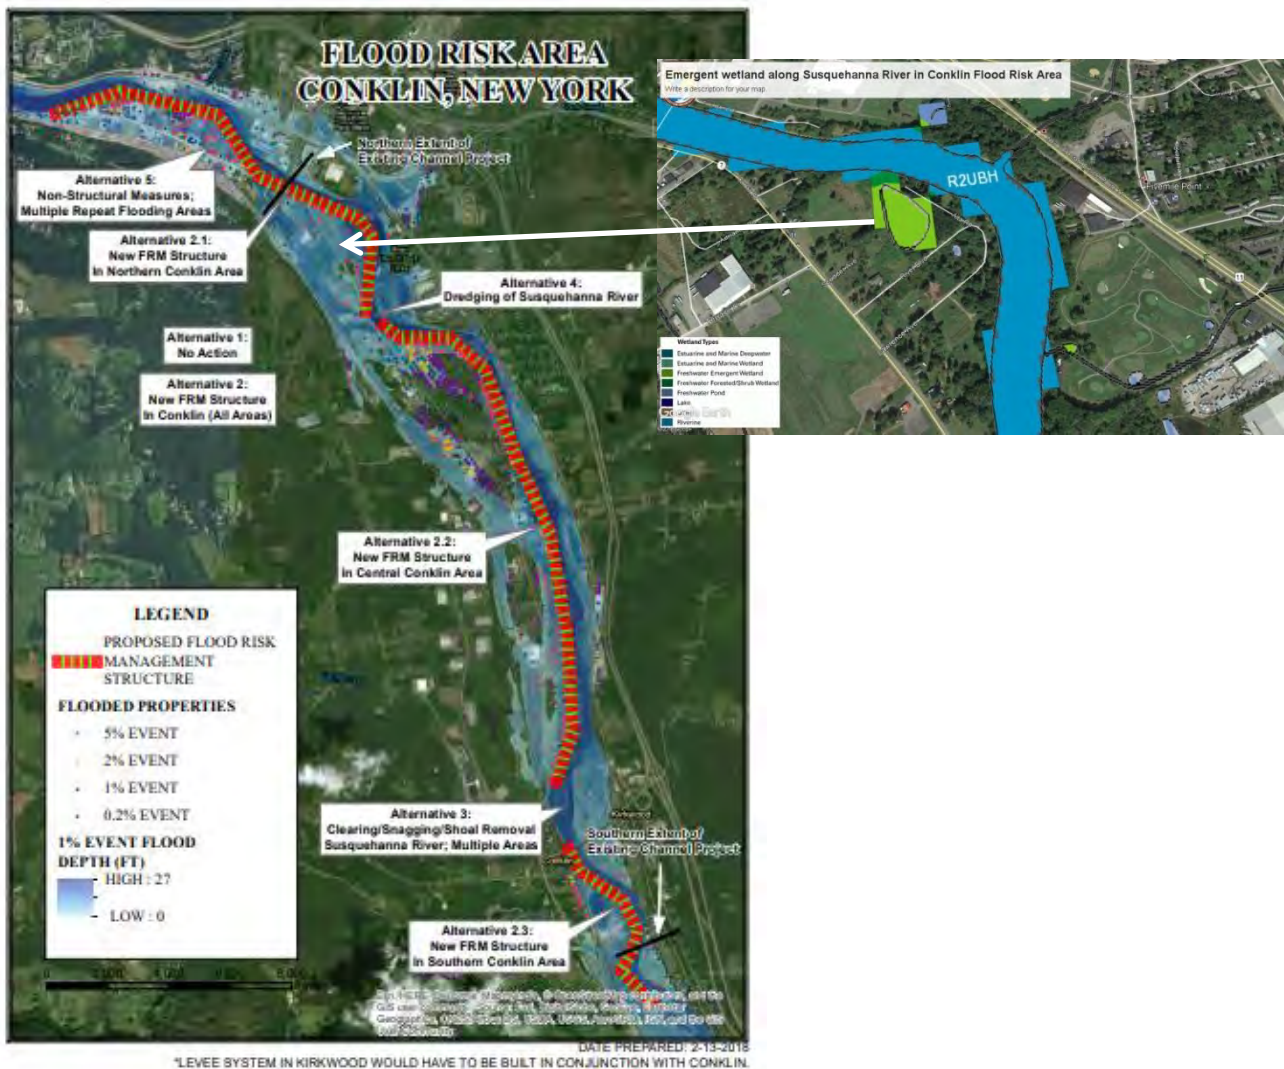 FLOOD RISK AREA
CONKLIN, NEW YORK
Northern Extent of
Existing Channel Project
Alternative 5:
Non-Structural Measures;
Multiple Repeat Flooding Areas
Alternative 2.1:
New FRM Structure
in Northern Conklin Area
Alternative 4:
Dredging of Susquehanna River
Alternative 1:
No Action
Alternative 2:
New FRM Structure
in Conklin (All Areas)
Alternative 2.2:
New FRM Structure
in Central Conklin Area
Alternative 3:
Clearing/Snagging/Shoal Removal
Susquehanna River; Multiple Areas
Kirkwood
Southern Extent of
Existing Channel Project
Alternative 2.3:
New FRM Structure
in Southern Conklin Area
LEGEND
PROPOSED FLOOD RISK
MANAGEMENT
STRUCTURE
FLOODED PROPERTIES
5% EVENT
2% EVENT
1% EVENT
0.2% EVENT
1% EVENT FLOOD
DEPTH (FT)
HIGH : 27
LOW : 0
DATE PREPARED: 2-13-2018
*LEVEE SYSTEM IN KIRKWOOD WOULD HAVE TO BE BUILT IN CONJUNCTION WITH CONKLIN.
Emergent wetland along Susquehanna River in Conklin Flood Risk Area
Write a description for your map.
7
R2UBH
Fivemile Point
11
Wetland Types
Estuarine and Marine Deepwater
Estuarine and Marine Wetland
Freshwater Emergent Wetland
Freshwater Forested/Shrub Wetland
Freshwater Pond
Lake
Riverine